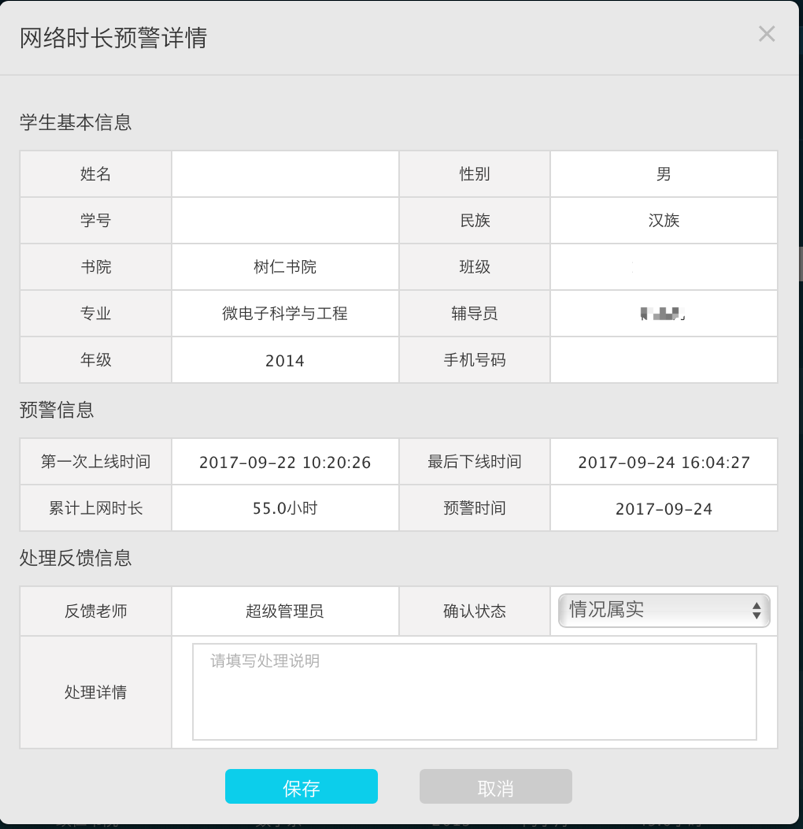 网络时长预警详情
学生基本信息
姓名 性别 男
学号 民族 汉族
书院 树仁书院 班级
专业 微电子科学与工程 辅导员
年级 2014 手机号码
预警信息
第一次上线时间 2017-09-22 10:20:26 最后下线时间 2017-09-24 16:04:27
累计上网时长 55.0小时 预警时间 2017-09-24
处理反馈信息
反馈老师 超级管理员 确认状态 情况属实
处理详情 请填写处理说明
保存 取消